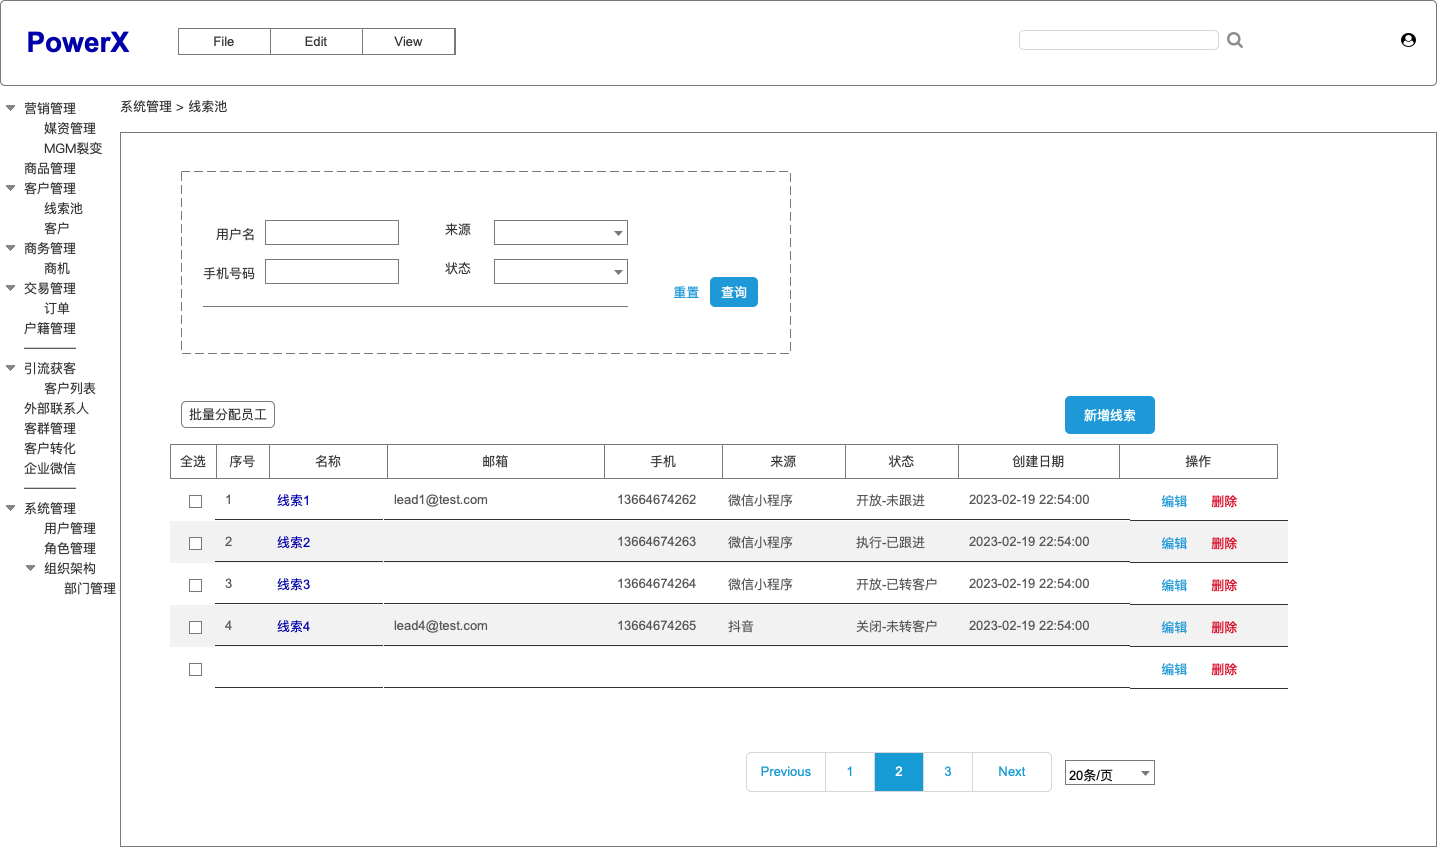 PowerX
File Edit View
营销管理
媒资管理
MGM裂变
商品管理
客户管理
线索池
客户
商务管理
商机
交易管理
订单
户籍管理
引流获客
客户列表
外部联系人
客群管理
客户转化
企业微信
系统管理
用户管理
角色管理
组织架构
部门管理
系统管理 > 线索池
用户名 来源
手机号码 状态
重置 查询
批量分配员工 新增线索
全选 序号 名称 邮箱 手机 来源 状态 创建日期 操作
1 线索1 lead1@test.com 13664674262 微信小程序 开放-未跟进 2023-02-19 22:54:00 编辑 删除
2 线索2 13664674263 微信小程序 执行-已跟进 2023-02-19 22:54:00 编辑 删除
3 线索3 13664674264 微信小程序 开放-已转客户 2023-02-19 22:54:00 编辑 删除
4 线索4 lead4@test.com 13664674265 抖音 关闭-未转客户 2023-02-19 22:54:00 编辑 删除
编辑 删除
Previous 1 2 3 Next 20条/页